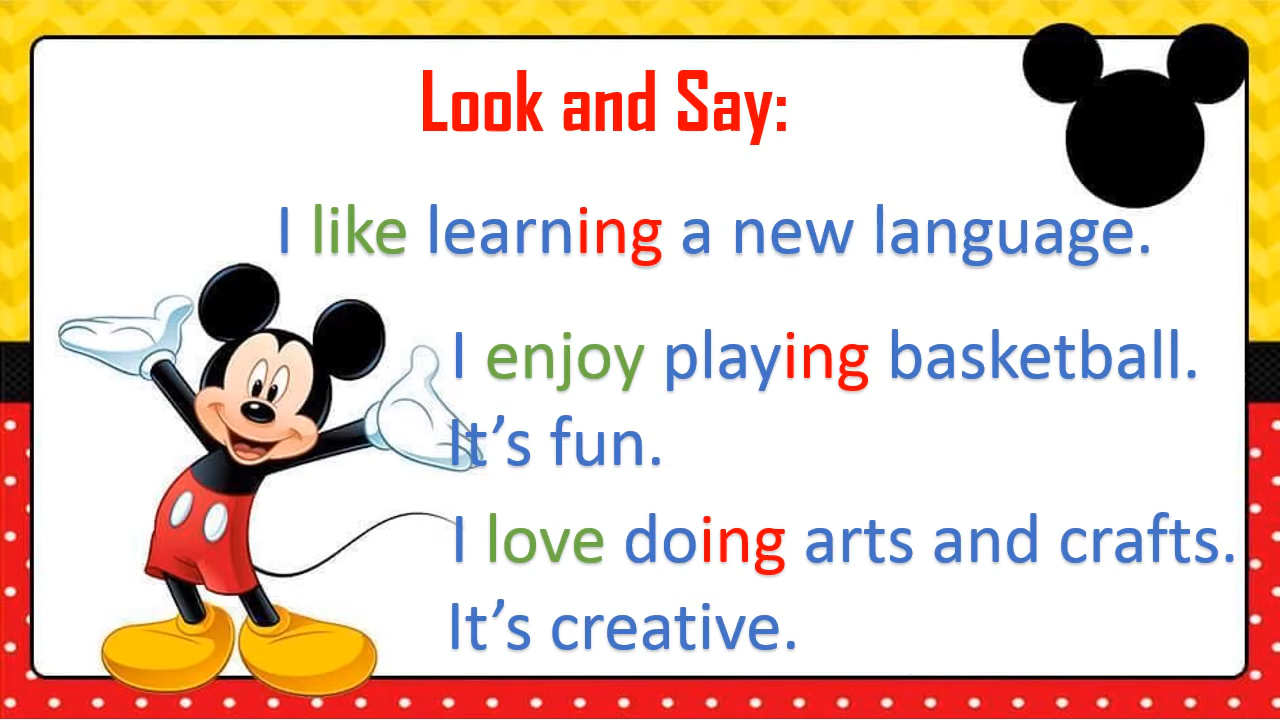 Look and Say:
I like learning a new language.
I enjoy playing basketball.
It’s fun.
I love doing arts and crafts.
It’s creative.